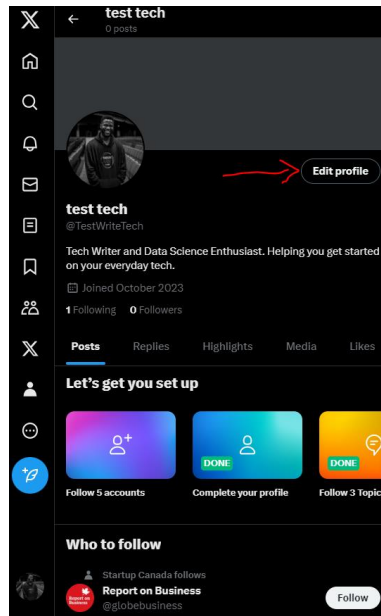 test tech
0 posts
Edit profile
test tech
@TestWriteTech
Tech Writer and Data Science Enthusiast. Helping you get started
on your everyday tech.
Joined October 2023
1 Following 0 Followers
Posts Replies Highlights Media Likes
Let's get you set up
DONE DONE
Follow 5 accounts Complete your profile Follow 3 Topic
Who to follow
Startup Canada follows
Report on Business
@globebusiness
Report on
Business
Follow